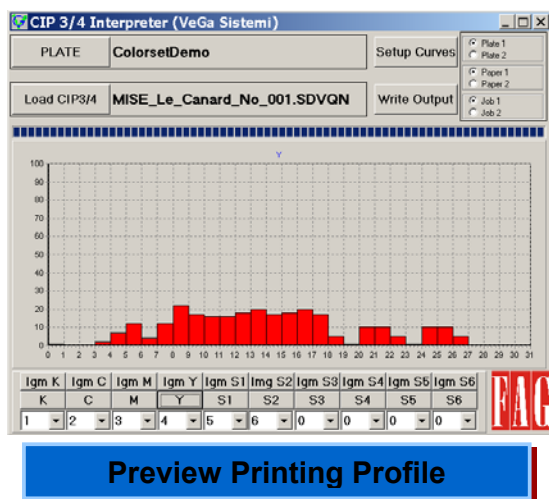 CIP 3/4 Interpreter (VeGa Sistemi)
PLATE ColorsetDemo Setup Curves
Plate 1
Plate 2
Paper 1
Paper 2
Load CIP3/4 MISE_Le_Canard_No_001.SDVQN Write Output
Job 1
Job 2
Y
100
90
80
70
60
50
40
30
20
10
0
0 1 2 3 4 5 6 7 8 9 10 11 12 13 14 15 16 17 18 19 20 21 22 23 24 25 26 27 28 29 30 31
Igm K Igm C Igm M Igm Y Igm S1 Img S2 Igm S3 Igm S4 Igm S5 Igm S6
K C M Y S1 S2 S3 S4 S5 S6
1 2 3 4 5 6 0 0 0 0
FAG
Preview Printing Profile